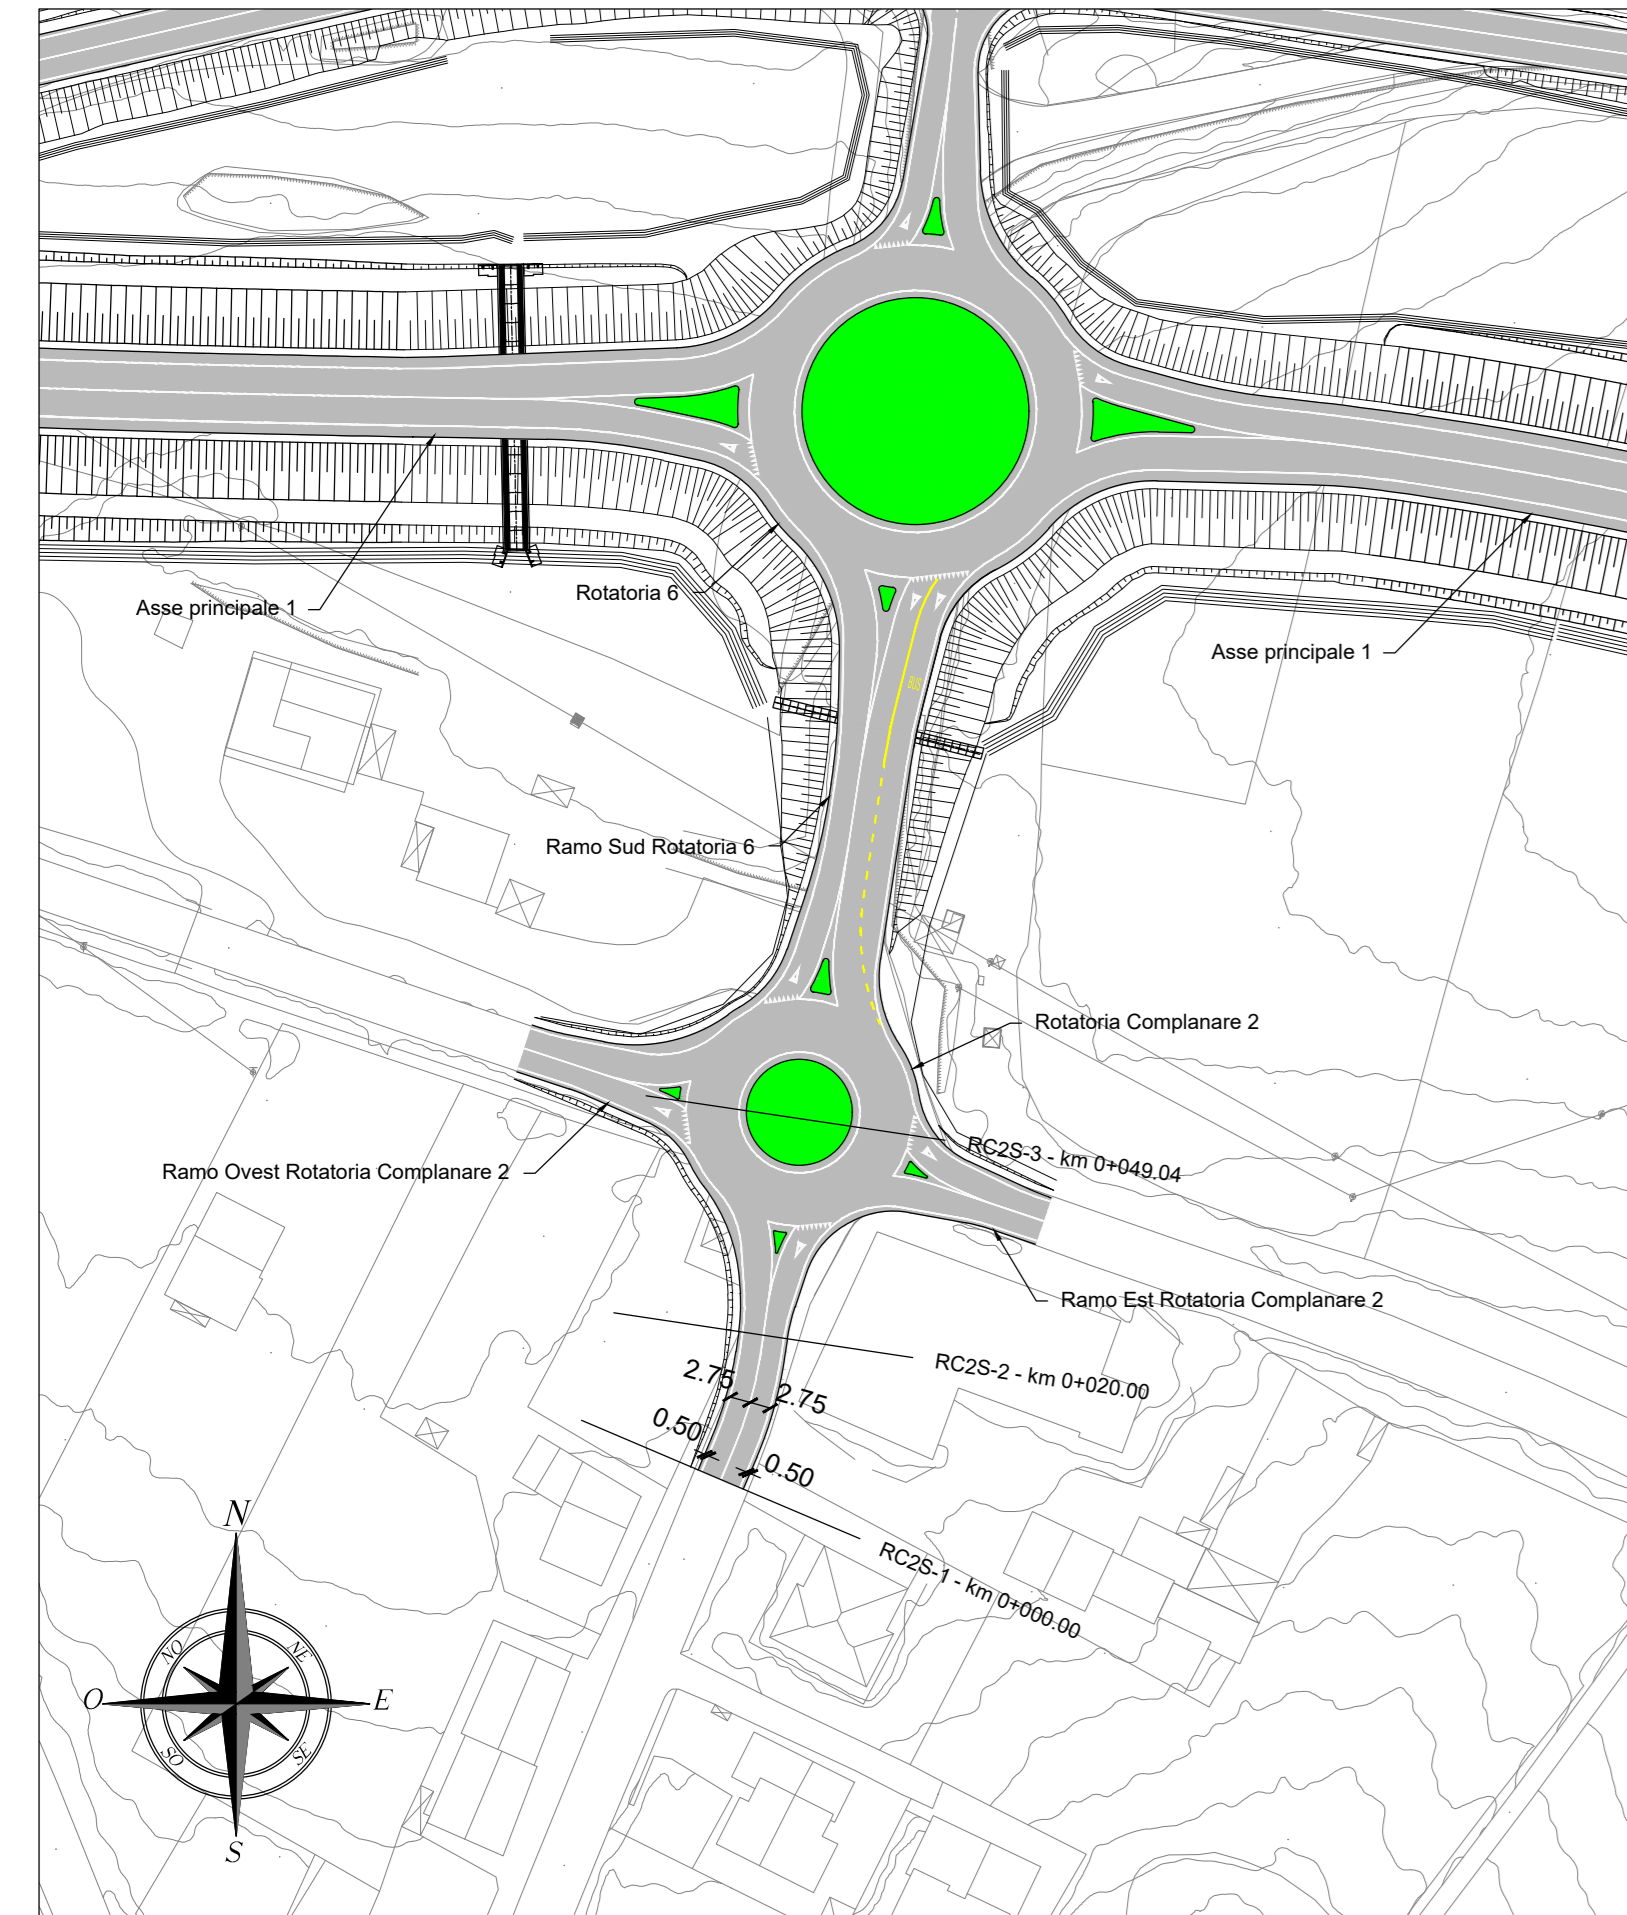 Rotatoria 6
Asse principale 1
Asse principale 1
BUS
Ramo Sud Rotatoria 6
Rotatoria Complanare 2
RC2S-3 - km 0+049.04
Ramo Ovest Rotatoria Complanare 2
Ramo Est Rotatoria Complanare 2
RC2S-2 - km 0+020.00
2.75
2.75
0.50
0.50
RC2S-1 - km 0+000.00
N
NO
NE
O
E
SO
SE
S